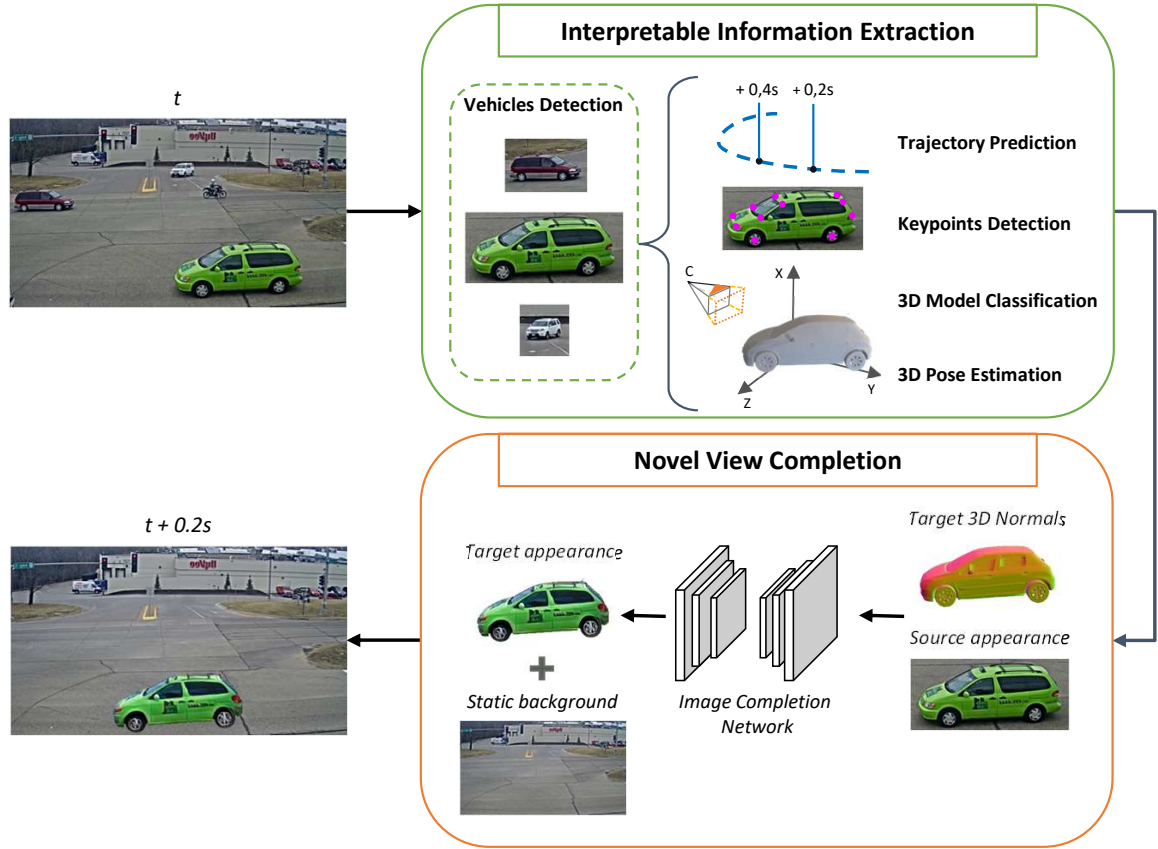 Interpretable Information Extraction
t
Vehicles Detection
+ 0,4s
+ 0,2s
Trajectory Prediction
Keypoints Detection
C
X
3D Model Classification
3D Pose Estimation
Z
Y
Novel View Completion
t + 0.2s
Target appearance
Target 3D Normals
Source appearance
Static background
Image Completion
Network